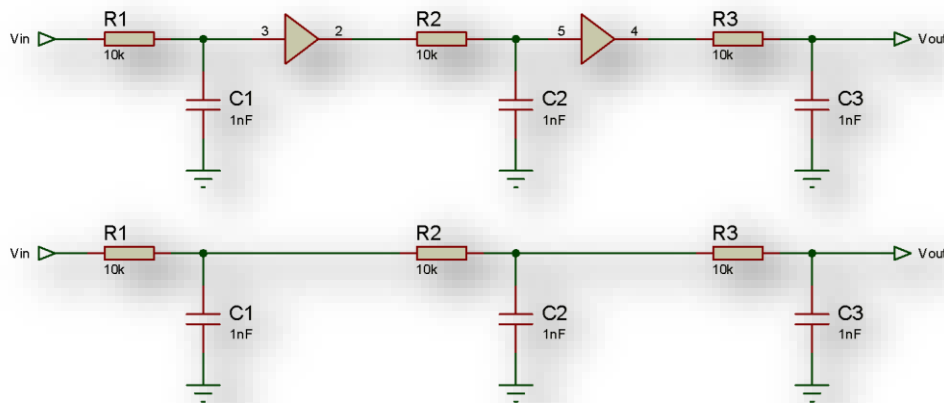 R1 R2 R3
Vin 3 2 5 4 Vout
10k 10k 10k
C1 C2 C3
1nF 1nF 1nF
R1 R2 R3
Vin Vout
10k 10k 10k
C1 C2 C3
1nF 1nF 1nF